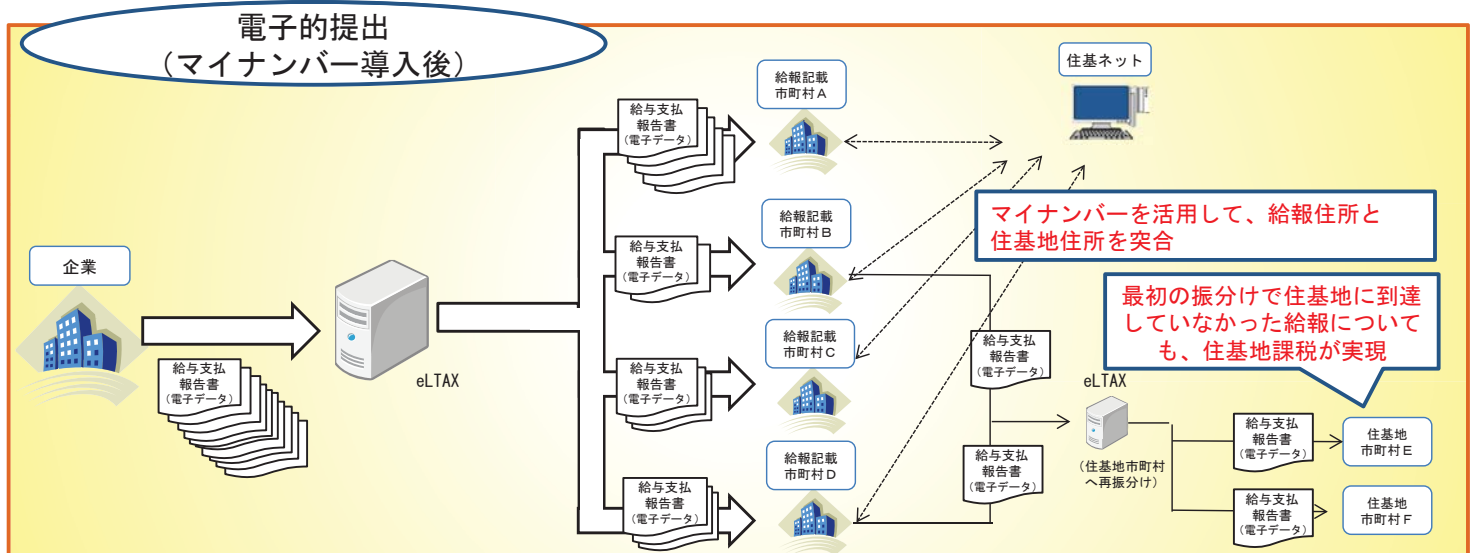 電子的提出
（マイナンバー導入後）
住基ネット
給報記載
市町村Ａ
給与支払
報告書
（電子データ）
給報記載
市町村Ｂ
マイナンバーを活用して、給報住所と
住基地住所を突合
給与支払
報告書
（電子データ）
企業
最初の振分けで住基地に到達
していなかった給報について
も、住基地課税が実現
給報記載
市町村Ｃ
給与支払
報告書
（電子データ）
給与支払
報告書
（電子データ）
給与支払
報告書
（電子データ）
eLTAX
eLTAX
給与支払
報告書
（電子データ）
住基地
市町村Ｅ
給報記載
市町村Ｄ
給与支払
報告書
（電子データ）
（住基地市町村
へ再振分け）
給与支払
報告書
（電子データ）
給与支払
報告書
（電子データ）
住基地
市町村Ｆ